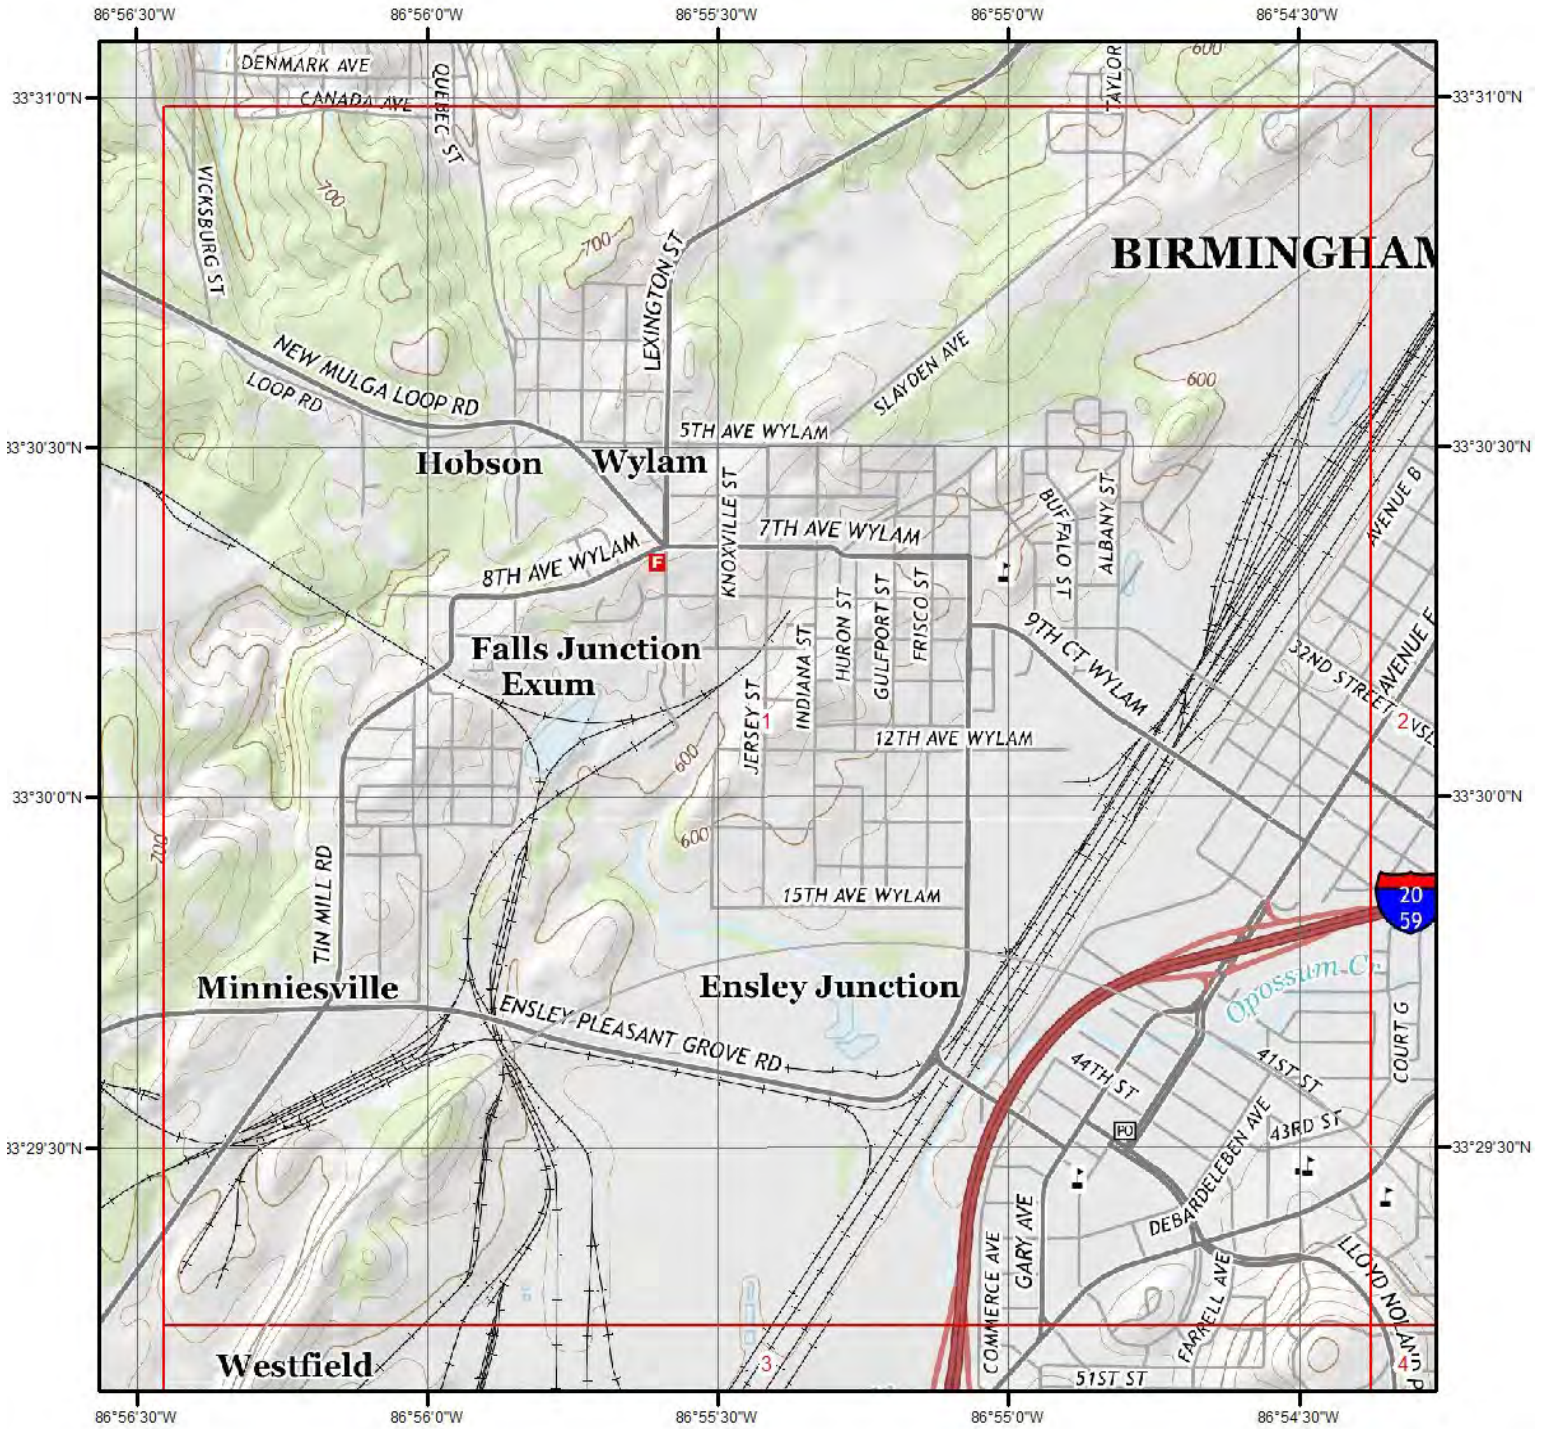 86°56'30"W 86°56'0"W 86°55'30"W 86°55'0"W 86°54'30"W
600
DENMARK AVE
TAYLOR
CANADA AVE
QUEBEC ST
33°31'0"N 33°31'0"N
VICKSBURG ST
700
700
LEXINGTON ST
BIRMINGHAM
NEW MULGA LOOP RD
LOOP RD
SLAYDEN AVE
600
5TH AVE WYLAM
33°30'30"N 33°30'30"N
Hobson
Wylam
KNOXVILLE ST
BUFFALO ST
ALBANY ST
AVENUE B
7TH AVE WYLAM
8TH AVE WYLAM
F
HURON ST
GULFPORT ST
FRISCO ST
9TH CT WYLAM
Falls Junction
Exum
INDIANA ST
JERSEY ST
1
32ND STREET
AVENUE
2
12TH AVE WYLAM
600
33°30'0"N 33°30'0"N
600
700
TIN MILL RD
15TH AVE WYLAM
20
59
Minniesville
Ensley Junction
Opossum Cr
ENSLEY PLEASANT GROVE RD
COURT G
44TH ST
41ST ST
PO
43RD ST
33°29'30"N 33°29'30"N
DEBARDELEBEN AVE
GARY AVE
COMMERCE AVE
FARRELL AVE
LLOYD NOLAND P
Westfield
3
4
51ST ST
86°56'30"W 86°56'0"W 86°55'30"W 86°55'0"W 86°54'30"W